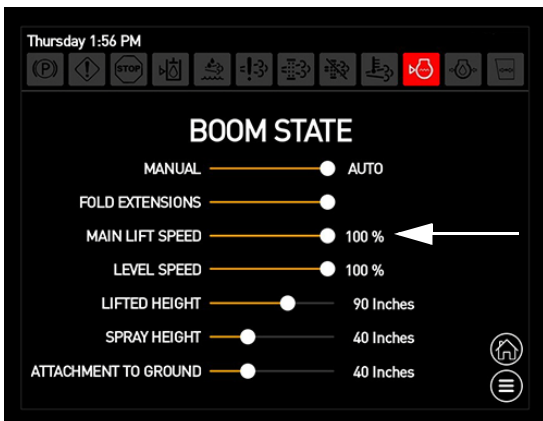 Thursday 1:56 PM
(P) STOP
BOOM STATE
MANUAL AUTO
FOLD EXTENSIONS
MAIN LIFT SPEED 100 %
LEVEL SPEED 100 %
LIFTED HEIGHT 90 Inches
SPRAY HEIGHT 40 Inches
ATTACHMENT TO GROUND 40 Inches